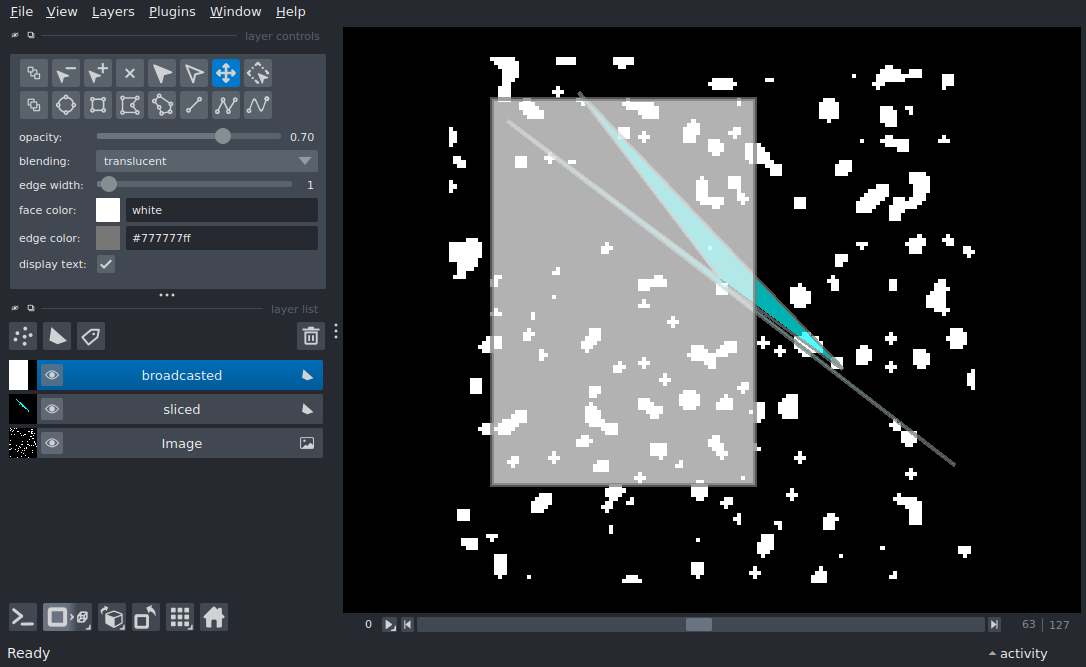 File View Layers Plugins Window Help
layer controls
opacity: 0.70
blending: translucent
edge width: 1
face color: white
edge color: #777777ff
display text:
layer list
broadcasted
sliced
Image
0 63 127
Ready activity